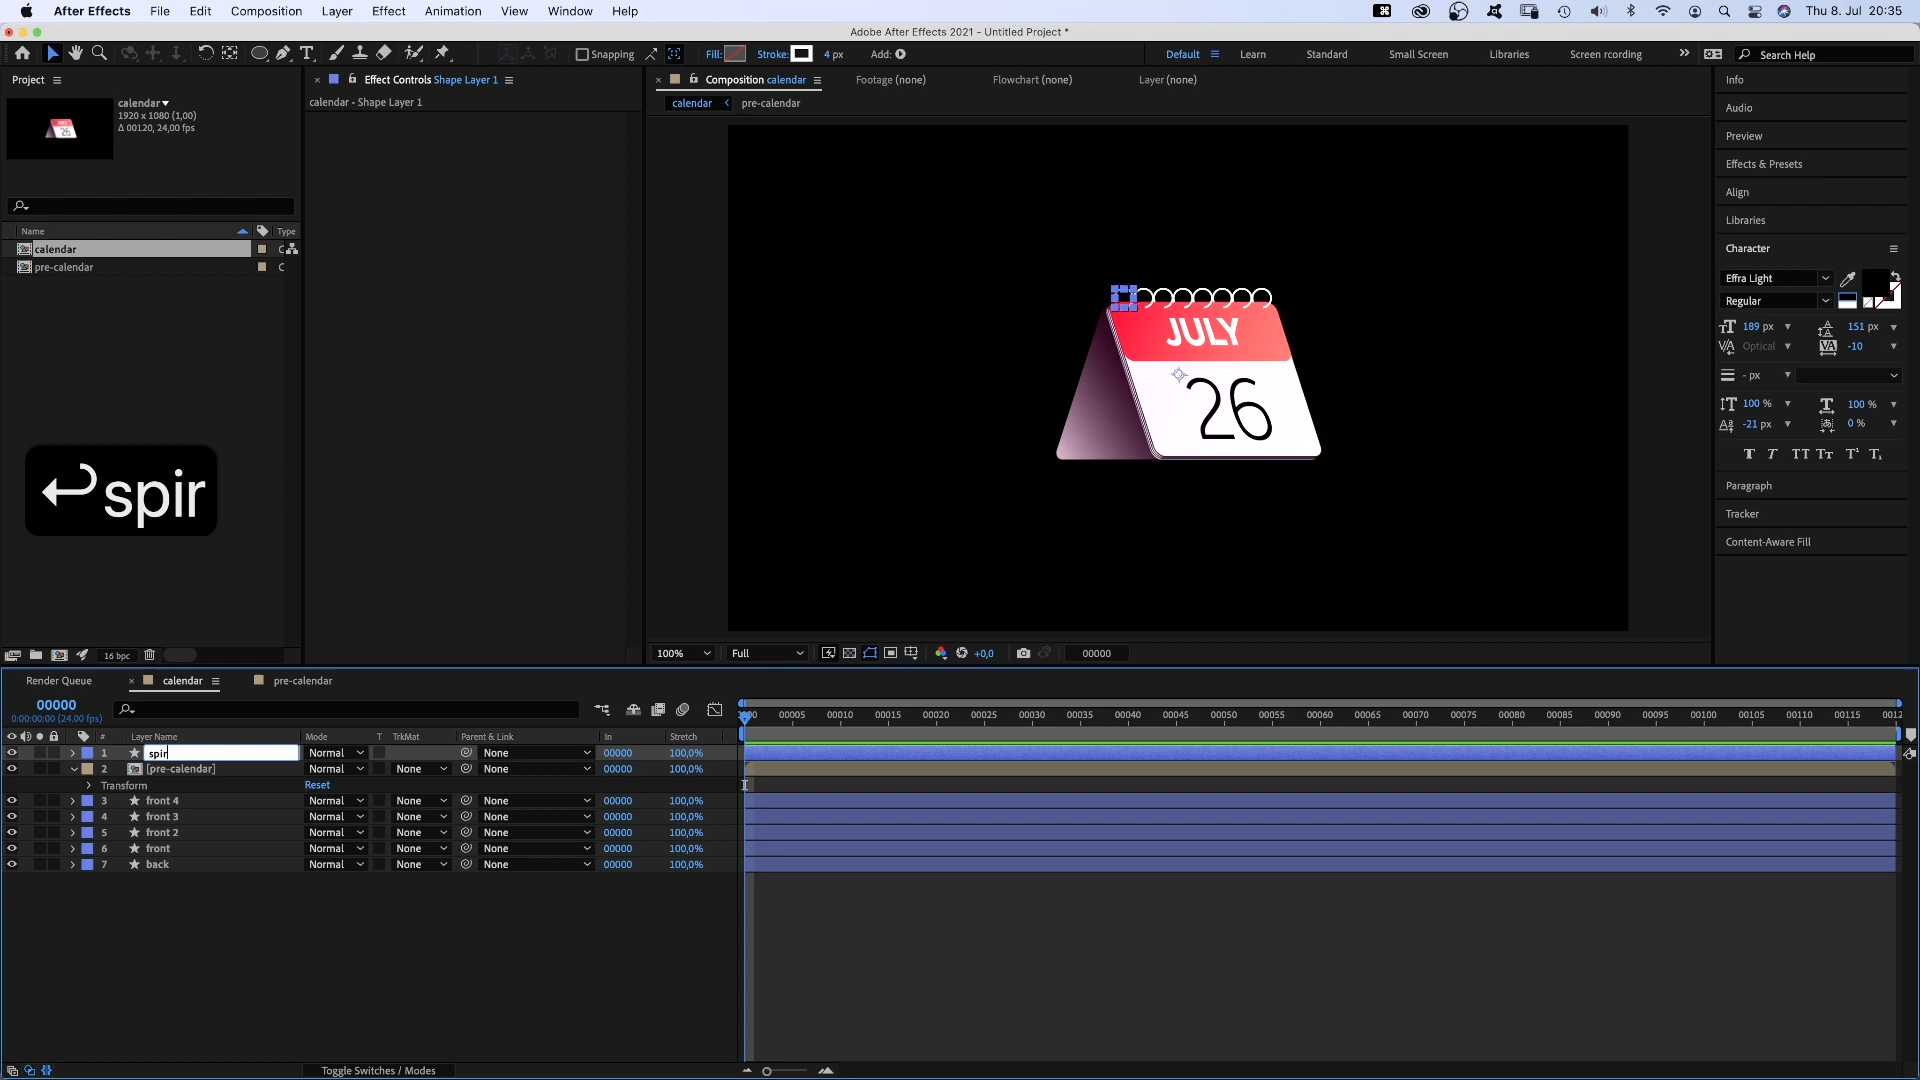 After Effects File Edit Composition Layer Effect Animation View Window Help Thu 8. Jul 20:35
Adobe After Effects 2021 - Untitled Project *
Snapping Fill: Stroke: 4 px Add: Default Learn Standard Small Screen Libraries Screen recording Search Help
Project
calendar
1920 x 1080 (1,00)
Δ 00120, 24,00 fps
Name Type
calendar C
pre-calendar C
16 bpc
Effect Controls Shape Layer 1
calendar • Shape Layer 1
Composition calendar Footage (none) Flowchart (none) Layer (none)
calendar pre-calendar
JULY
26
spir
100% Full +0,0 00000
Info
Audio
Preview
Effects & Presets
Align
Libraries
Character
Effra Light
Regular
189 px 151 px
Optical -10
- px
100 % 100 %
-21 px 0 %
T T TT Tт T¹ T₁
Paragraph
Tracker
Content-Aware Fill
Render Queue calendar pre-calendar
00000
0:00:00:00 (24.00 fps)
00005 00010 00015 00020 00025 00030 00035 00040 00045 00050 00055 00060 00065 00070 00075 00080 00085 00090 00095 00100 00105 00110 00115 0012
# Layer Name Mode T TrkMat Parent & Link In Stretch
1 spir Normal None 00000 100,0%
2 [pre-calendar] Normal None None 00000 100,0%
Transform Reset
3 front 4 Normal None None 00000 100,0%
4 front 3 Normal None None 00000 100,0%
5 front 2 Normal None None 00000 100,0%
6 front Normal None None 00000 100,0%
7 back Normal None None 00000 100,0%
Toggle Switches / Modes